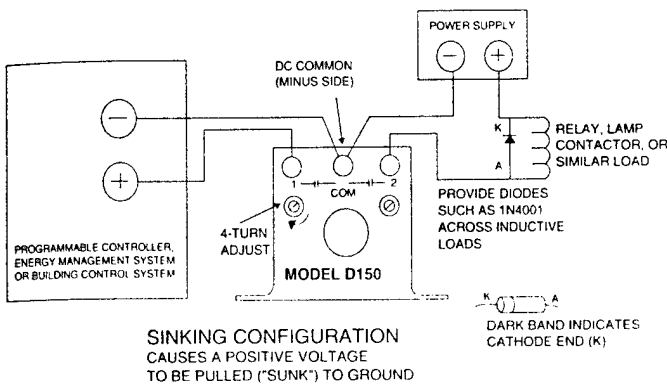 POWER SUPPLY
−
+
DC COMMON
(MINUS SIDE)
−
+
K
A
RELAY, LAMP
CONTACTOR, OR
SIMILAR LOAD
1
COM
2
4-TURN
ADJUST
MODEL D150
PROVIDE DIODES
SUCH AS 1N4001
ACROSS INDUCTIVE
LOADS
PROGRAMMABLE CONTROLLER,
ENERGY MANAGEMENT SYSTEM
OR BUILDING CONTROL SYSTEM
K
A
DARK BAND INDICATES
CATHODE END (K)
SINKING CONFIGURATION
CAUSES A POSITIVE VOLTAGE
TO BE PULLED ("SUNK") TO GROUND